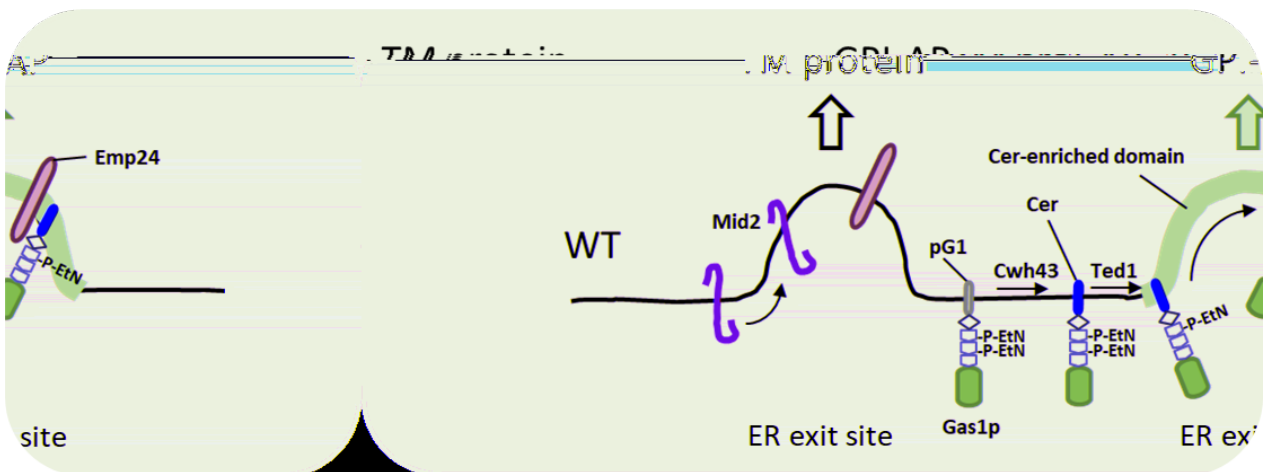 TM protein
Emp24
Cer-enriched domain
Cer
Mid2
WT
pG1
Cwh43
Ted1
-P-EtN
-P-EtN
-P-EtN
-P-EtN
-P-EtN
-P-EtN
Gas1p
site
ER exit site
ER